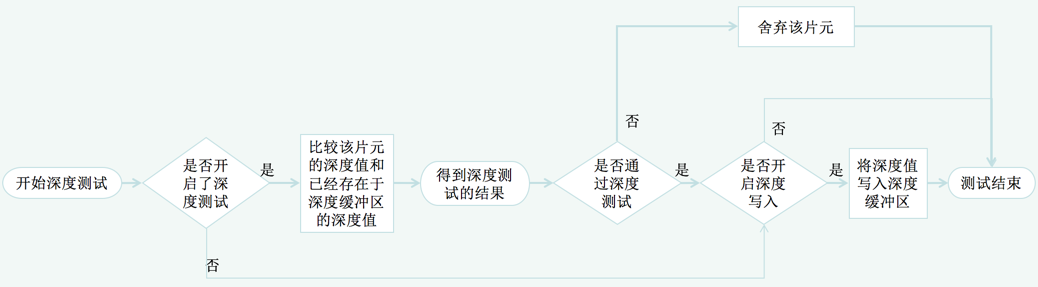 舍弃该片元
否
否
开始深度测试
是否开
启了深
度测试
是
比较该片元
的深度值和
已经存在于
深度缓冲区
的深度值
得到深度测
试的结果
是否通
过深度
测试
是
是否开
启深度
写入
是
将深度值
写入深度
缓冲区
测试结束
否